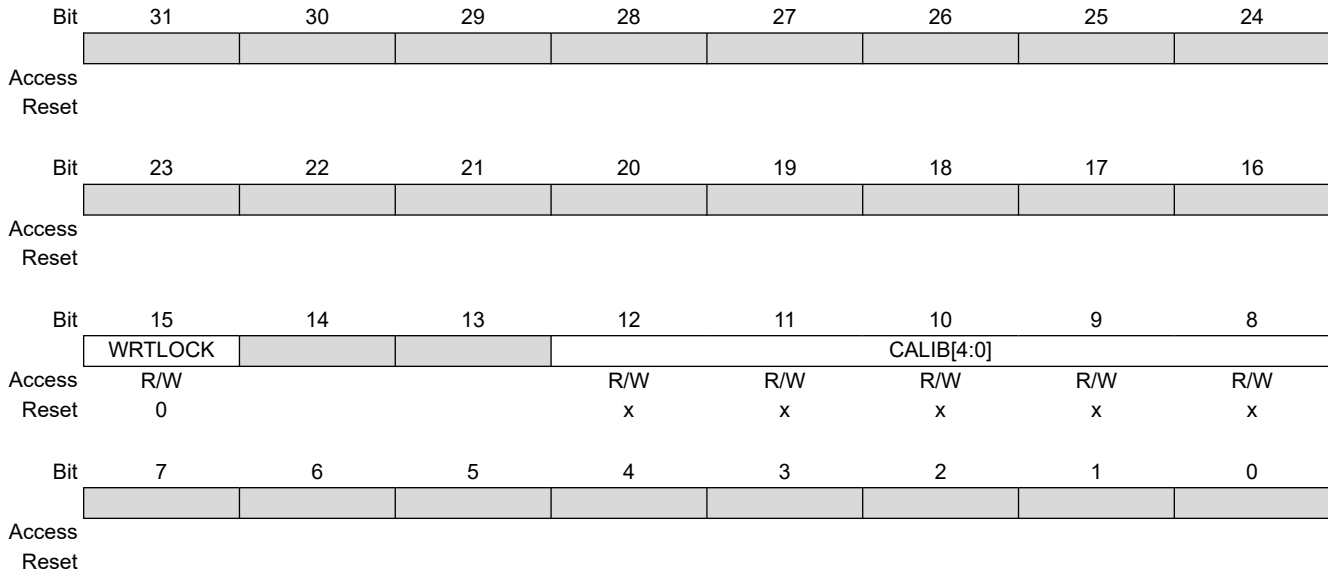 Bit 31 30 29 28 27 26 25 24
Access
Reset
Bit 23 22 21 20 19 18 17 16
Access
Reset
Bit 15 14 13 12 11 10 9 8
WRTLOCK CALIB[4:0]
Access R/W R/W R/W R/W R/W R/W
Reset 0 x x x x x
Bit 7 6 5 4 3 2 1 0
Access
Reset